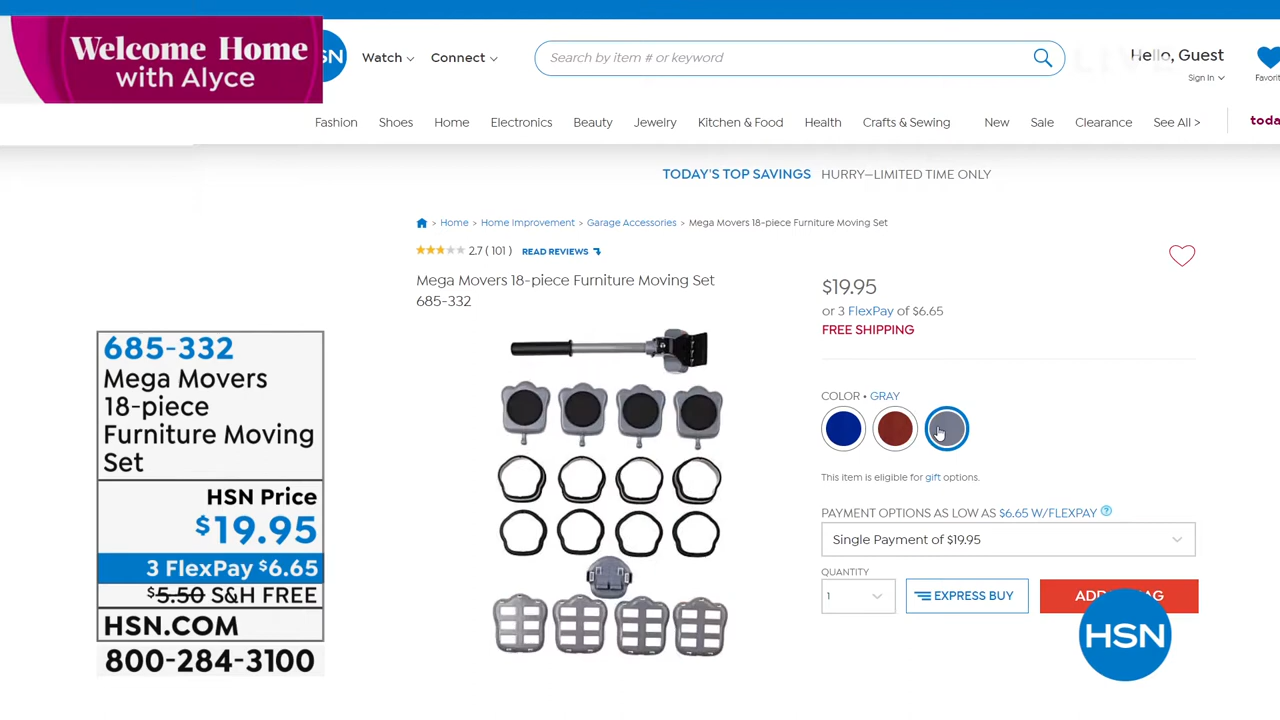 Welcome Home
with Alyce
SN
Watch
Connect
Search by item # or keyword
LIVE
Hello, Guest
Sign In
Favorit
Fashion
Shoes
Home
Electronics
Beauty
Jewelry
Kitchen & Food
Health
Crafts & Sewing
New
Sale
Clearance
See All >
toda
TODAY'S TOP SAVINGS HURRY—LIMITED TIME ONLY
> Home > Home Improvement > Garage Accessories > Mega Movers 18-piece Furniture Moving Set
2.7 ( 101 ) READ REVIEWS
Mega Movers 18-piece Furniture Moving Set
685-332
$19.95
or 3 FlexPay of $6.65
FREE SHIPPING
COLOR • GRAY
This item is eligible for gift options.
PAYMENT OPTIONS AS LOW AS $6.65 W/FLEXPAY ?
Single Payment of $19.95
QUANTITY
1
EXPRESS BUY
ADD AG
HSN
685-332
Mega Movers
18-piece
Furniture Moving
Set
HSN Price
$19.95
3 FlexPay $6.65
$5.50 S&H FREE
HSN.COM
800-284-3100